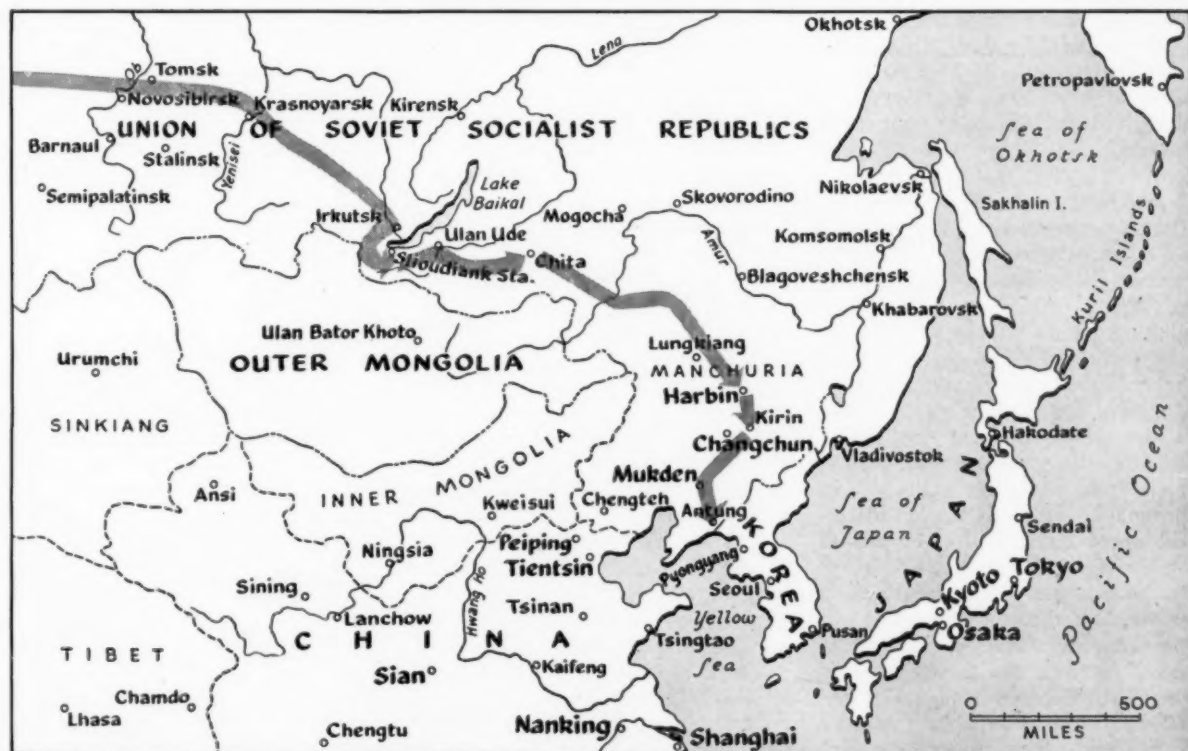 Okhotsk
Lena
Ob
Tomsk
Petropavlovsk
Novosibirsk
Krasnoyarsk
Kirensk
UNION OF SOVIET SOCIALIST REPUBLICS
Sea of
Okhotsk
Barnaul
Stalinsk
Yenisei
Semipalatinsk
Lake
Baikal
Nikolaevsk
Skovorodino
Sakhalin I.
Mogocha
Irkutsk
Ulan Ude
Amur
Komsomolsk
Slioudiank Sta.
Chita
Blagoveshchensk
Kuril Islands
Khabarovsk
Ulan Bator Khoto
Lungkiang
Urumchi
OUTER MONGOLIA
MANCHURIA
Harbin
Kirin
SINKIANG
Changchun
Vladivostok
Hakodate
Pacific Ocean
Mukden
Ansi
INNER MONGOLIA
Kweisui
Chengteh
Antung
Sea of
Japan
JAPAN
Sendai
Peiping
Ningsia
Tientsin
Pyongyang
KOREA
Seoul
Kyoto
Tokyo
Sining
Hwang Ho
Tsinan
Lanchow
Yellow
Sea
Tsingtao
Pusan
Osaka
CHINA
TIBET
Sian
Kaifeng
Chamdo
Lhasa
0 500
MILES
Chengtu
Nanking
Shanghai